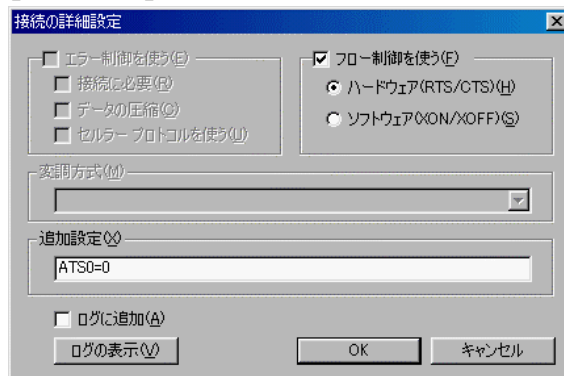 接続の詳細設定
エラー制御を使う(E)
接続に必要(R)
データの圧縮(C)
セルラー プロトコルを使う(U)
フロー制御を使う(F)
ハードウェア(RTS/CTS)(H)
ソフトウェア(XON/XOFF)(S)
変調方式(M)
追加設定(X)
ATS0=0
ログに追加(A)
ログの表示(V)
OK
キャンセル